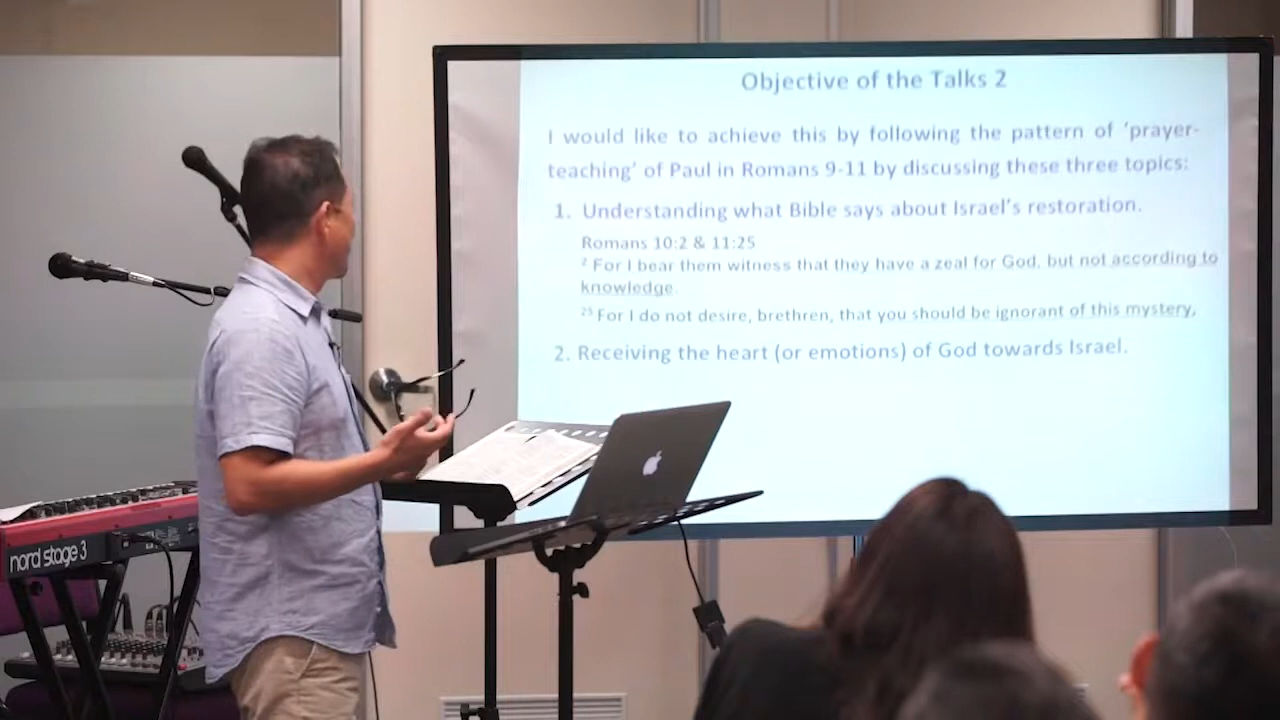 Objective of the Talks 2
I would like to achieve this by following the pattern of ‘prayer-
teaching’ of Paul in Romans 9-11 by discussing these three topics:
1. Understanding what Bible says about Israel’s restoration.
Romans 10:2 & 11:25
2 For I bear them witness that they have a zeal for God, but not according to
knowledge.
25 For I do not desire, brethren, that you should be ignorant of this mystery,
2. Receiving the heart (or emotions) of God towards Israel.
nord stage 3